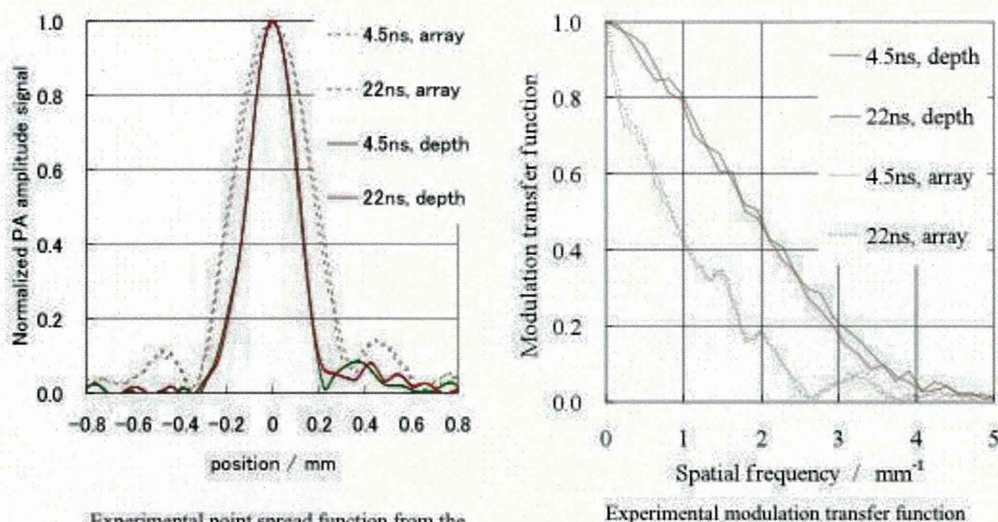 Normalized PA amplitude signal
1.0
0.8
0.6
0.4
0.2
0.0
-0.8 -0.6 -0.4 -0.2 0 0.2 0.4 0.6 0.8
position / mm
4.5ns, array
22ns, array
4.5ns, depth
22ns, depth
Experimental point spread function from the
Modulation transfer function
1.0
0.8
0.6
0.4
0.2
0.0
0 1 2 3 4 5
Spatial frequency / mm⁻¹
4.5ns, depth
22ns, depth
4.5ns, array
22ns, array
Experimental modulation transfer function